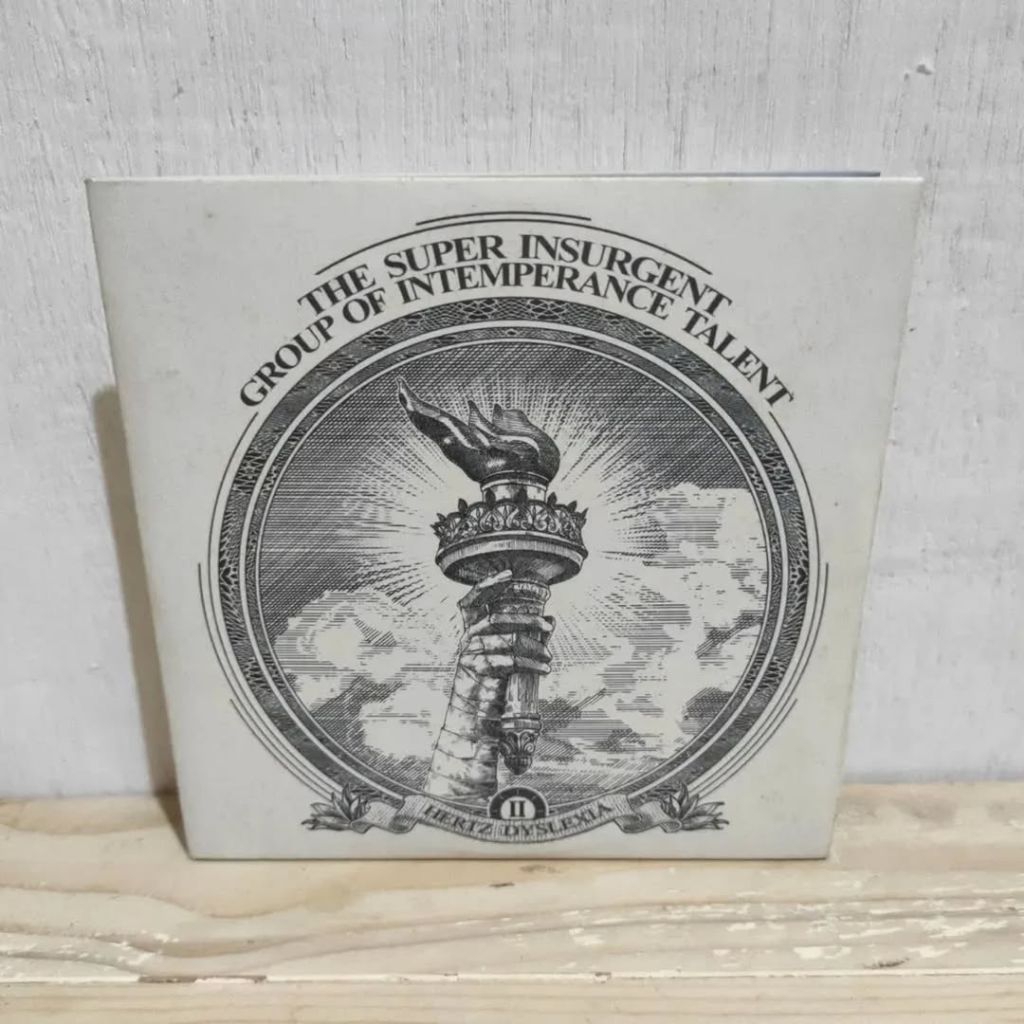 THE SUPER INSURGENT
GROUP OF INTEMPERANCE TALENT
II
HERTZ DYSLEXIA